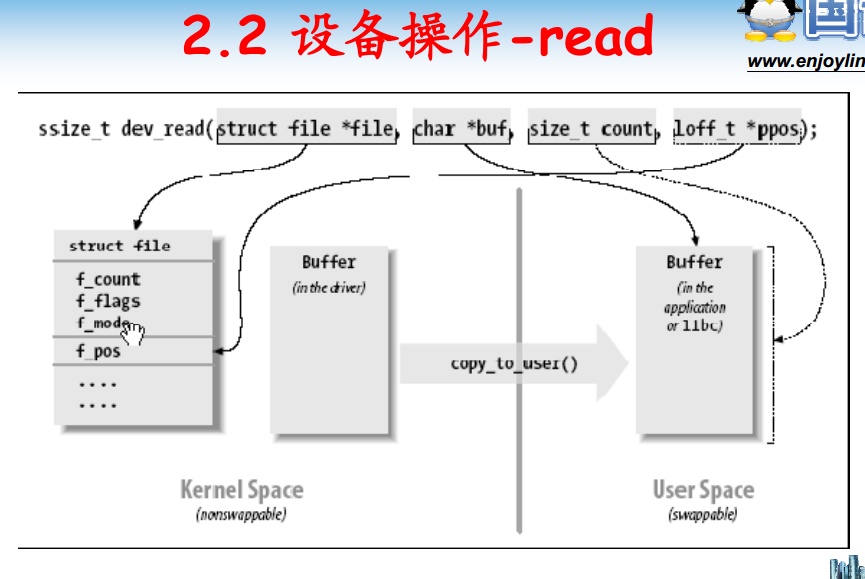 2.2 设备操作-read
www.enjoylin
ssize_t dev_read(struct file *file, char *buf, size_t count, loff_t *ppos);
struct file
f_count
f_flags
f_mode
f_pos
....
....
Buffer
(in the driver)
copy_to_user()
Buffer
(in the
application
or libc)
Kernel Space
(nonswappable)
User Space
(swappable)